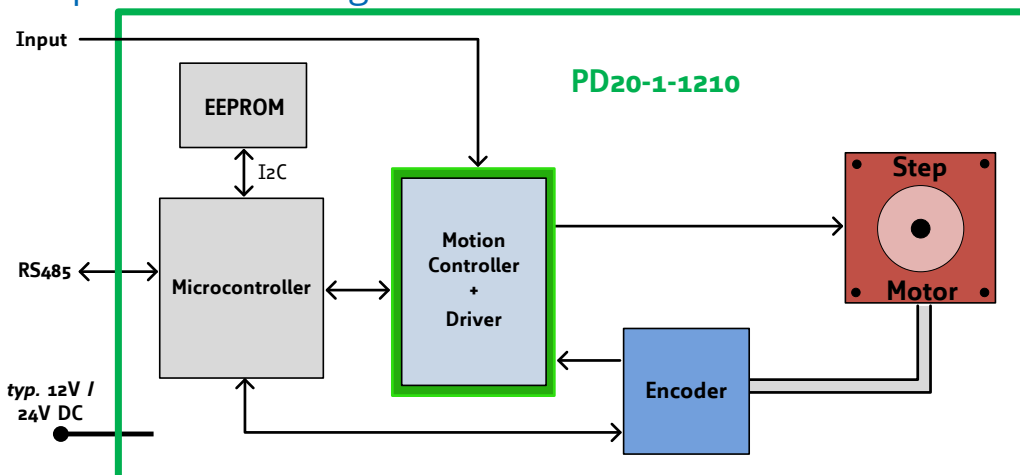 Input
PD20-1-1210
EEPROM
I2C
Step
Motor
Motion
Controller
+
Driver
RS485
Microcontroller
Encoder
typ. 12V /
24V DC